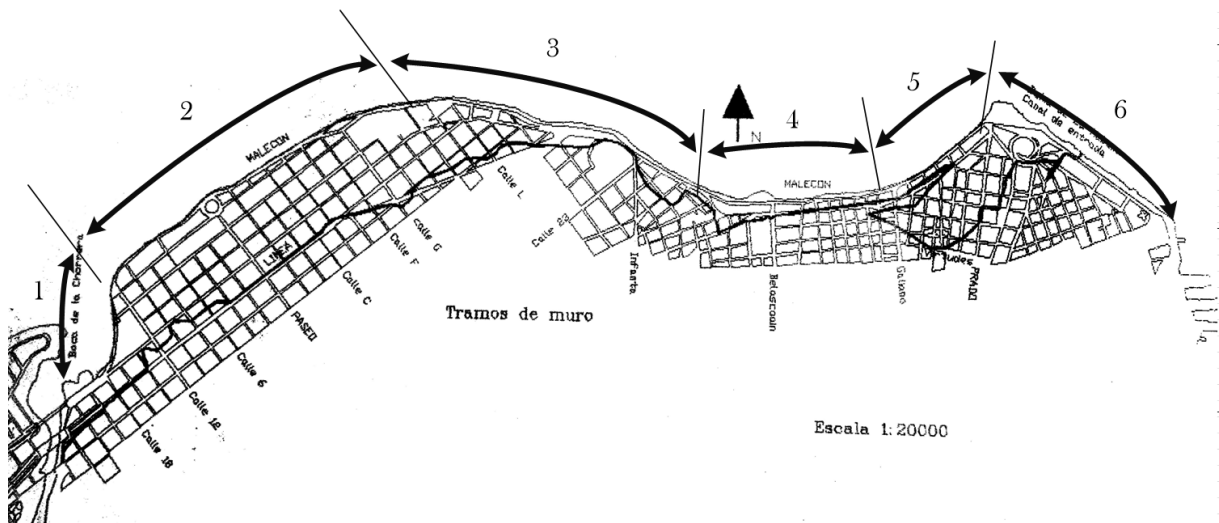 1
2
3
4
5
6
N
MALECON
MALECON
Canal de entrada
Boca de la Chorrera
LINEA
Calle L
Calle 23
Calle G
Calle F
Calle C
PASEO
Calle 6
Calle 12
Calle 18
Infanta
Belascoain
Galiano
PRADO
Tramos de muro
Escala 1:20000